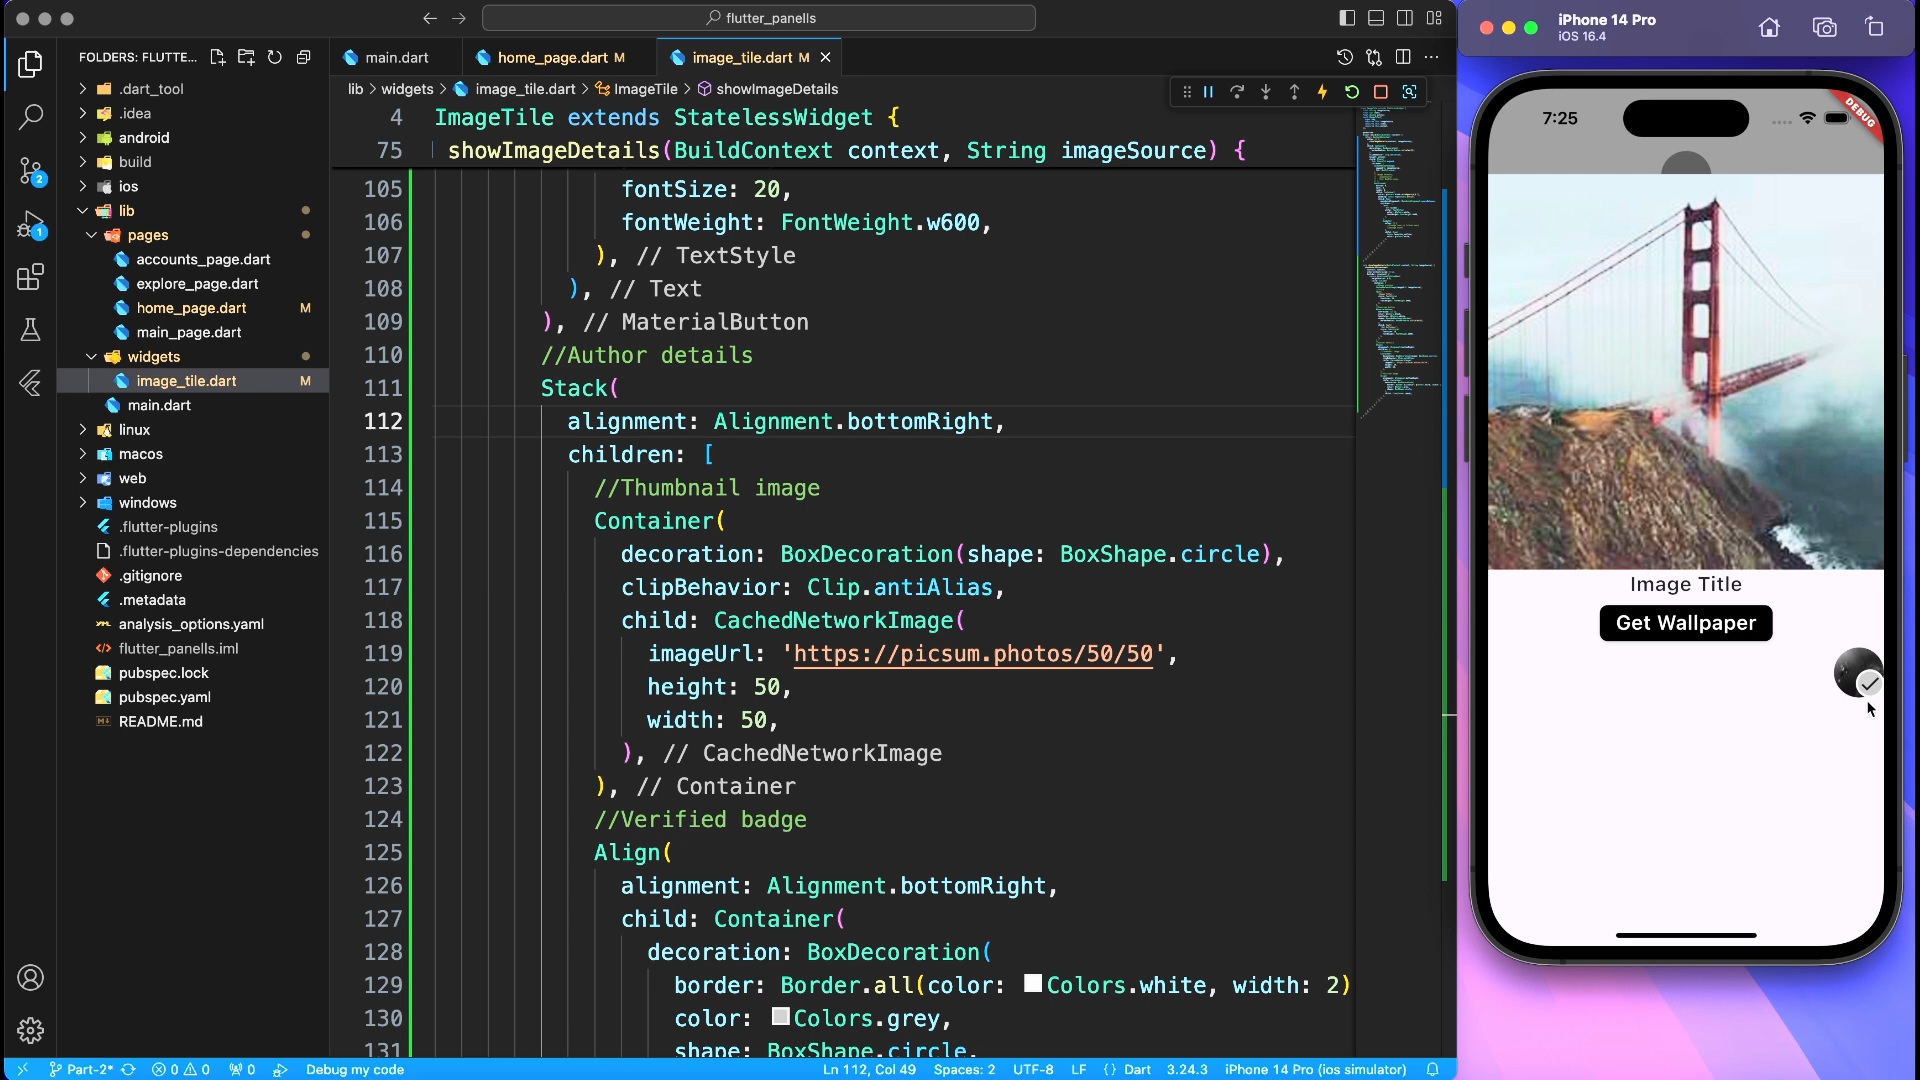 flutter_panells
FOLDERS: FLUTTE...
.dart_tool
.idea
android
build
ios
lib
pages
accounts_page.dart
explore_page.dart
home_page.dart M
main_page.dart
widgets
image_tile.dart M
main.dart
linux
macos
web
windows
.flutter-plugins
.flutter-plugins-dependencies
.gitignore
.metadata
analysis_options.yaml
flutter_panells.iml
pubspec.lock
pubspec.yaml
README.md
2
1
main.dart
home_page.dart M
image_tile.dart M
lib > widgets > image_tile.dart > ImageTile > showImageDetails
4 ImageTile extends StatelessWidget {
75 showImageDetails(BuildContext context, String imageSource) {
105 fontSize: 20,
106 fontWeight: FontWeight.w600,
107 ), // TextStyle
108 ), // Text
109 ), // MaterialButton
110 //Author details
111 Stack(
112 alignment: Alignment.bottomRight,
113 children: [
114 //Thumbnail image
115 Container(
116 decoration: BoxDecoration(shape: BoxShape.circle),
117 clipBehavior: Clip.antiAlias,
118 child: CachedNetworkImage(
119 imageUrl: 'https://picsum.photos/50/50',
120 height: 50,
121 width: 50,
122 ), // CachedNetworkImage
123 ), // Container
124 //Verified badge
125 Align(
126 alignment: Alignment.bottomRight,
127 child: Container(
128 decoration: BoxDecoration(
129 border: Border.all(color: Colors.white, width: 2)
130 color: Colors.grey,
131 shape: BoxShape.circle,
Part-2* 0 0 0 Debug my code
Ln 112, Col 49 Spaces: 2 UTF-8 LF {} Dart 3.24.3 iPhone 14 Pro (ios simulator)
iPhone 14 Pro
iOS 16.4
7:25
DEBUG
Image Title
Get Wallpaper